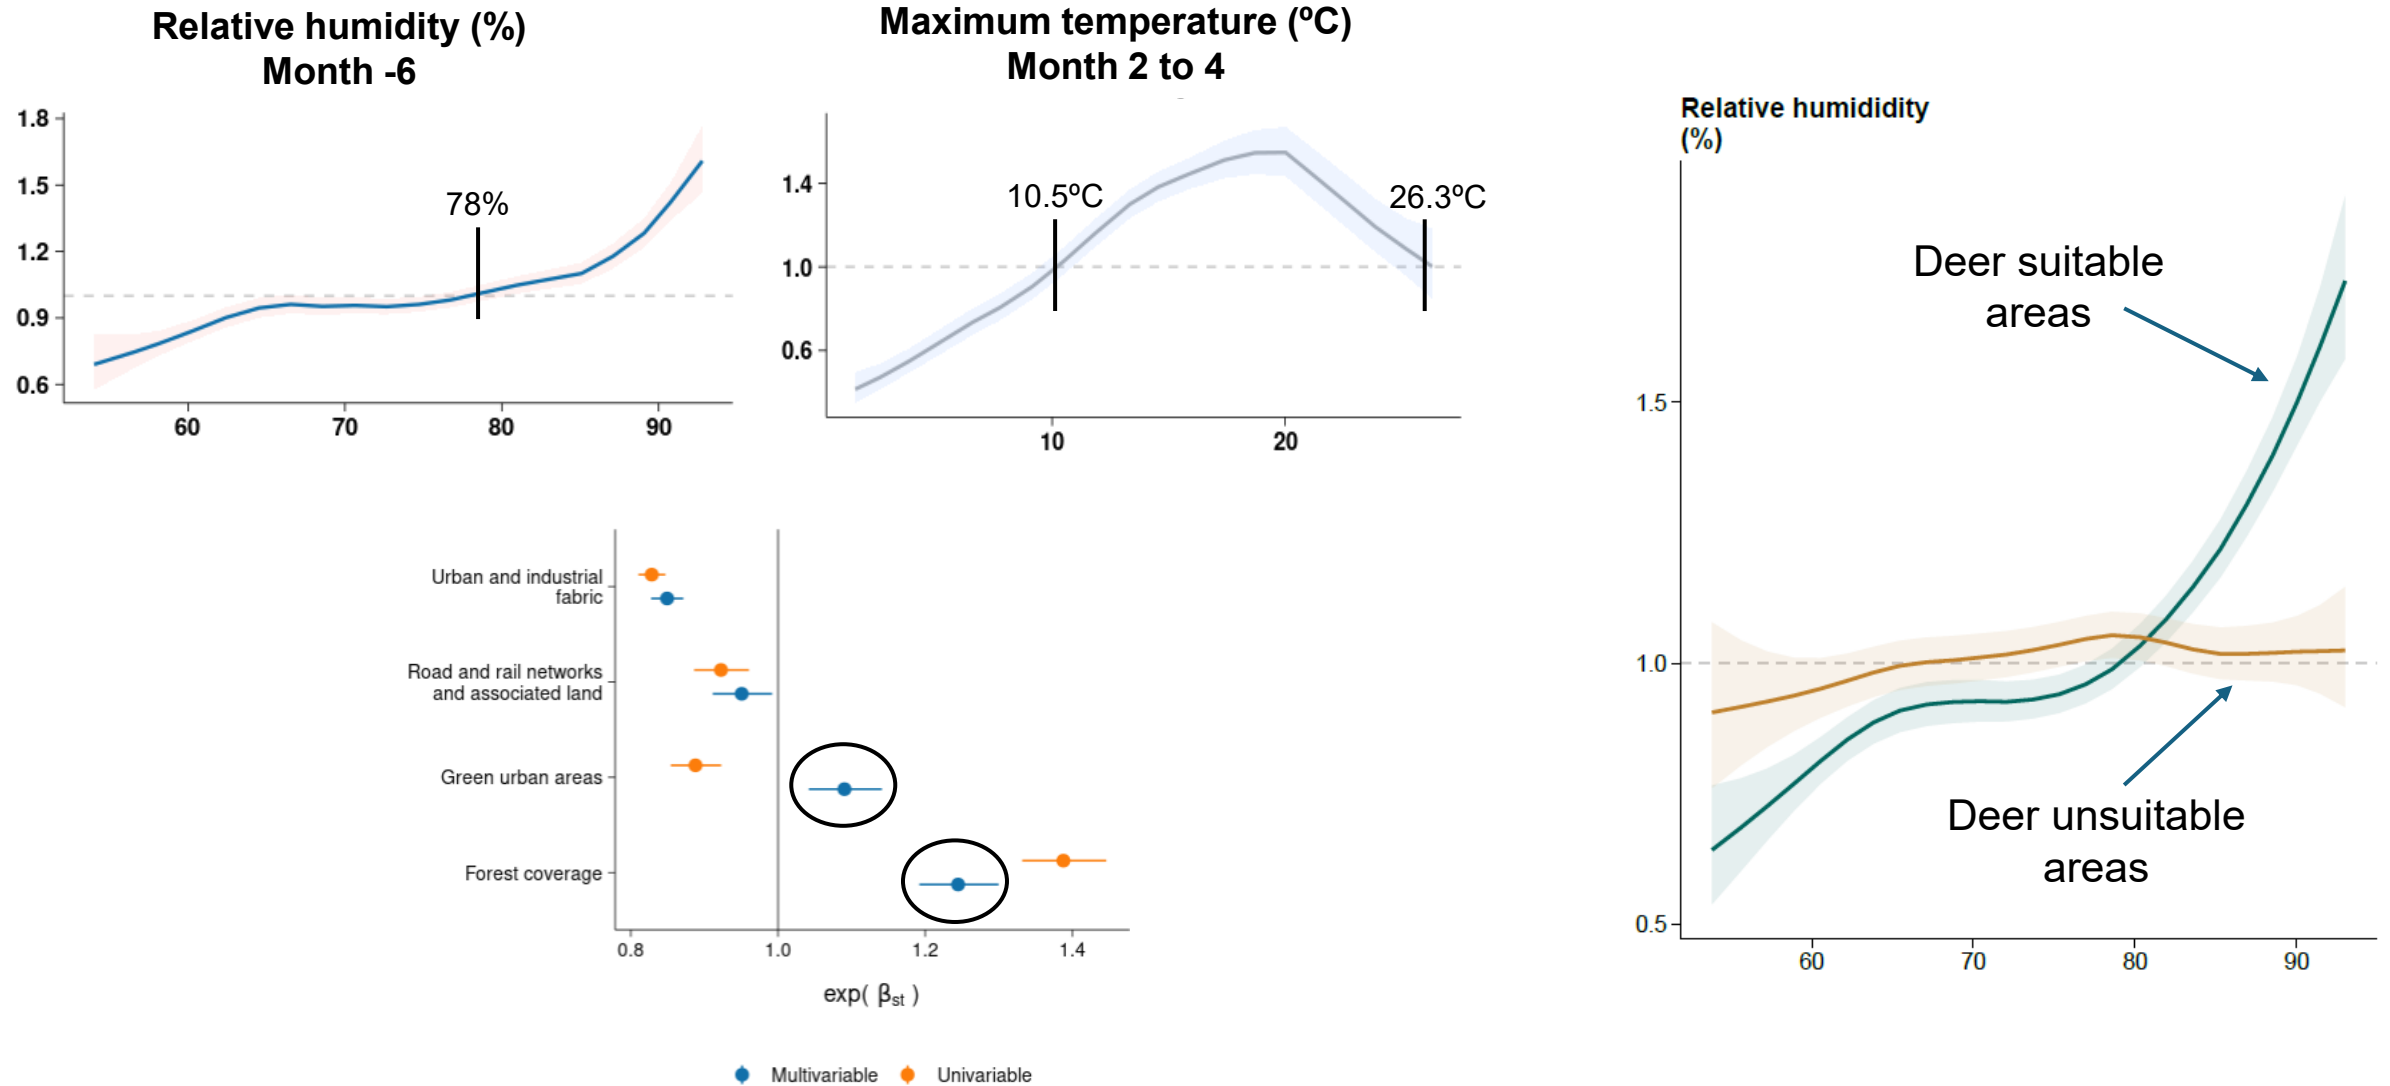 Relative humidity (%)
Month -6
1.8
1.5
1.2
0.9
0.6
78%
60
70
80
90
Maximum temperature (ºC)
Month 2 to 4
1.4
1.0
0.6
10.5ºC
26.3ºC
10
20
Urban and industrial
fabric
Road and rail networks
and associated land
Green urban areas
Forest coverage
0.8
1.0
1.2
1.4
exp( βst )
Multivariable
Univariable
Relative humididity
(%)
1.5
1.0
0.5
Deer suitable
areas
Deer unsuitable
areas
60
70
80
90